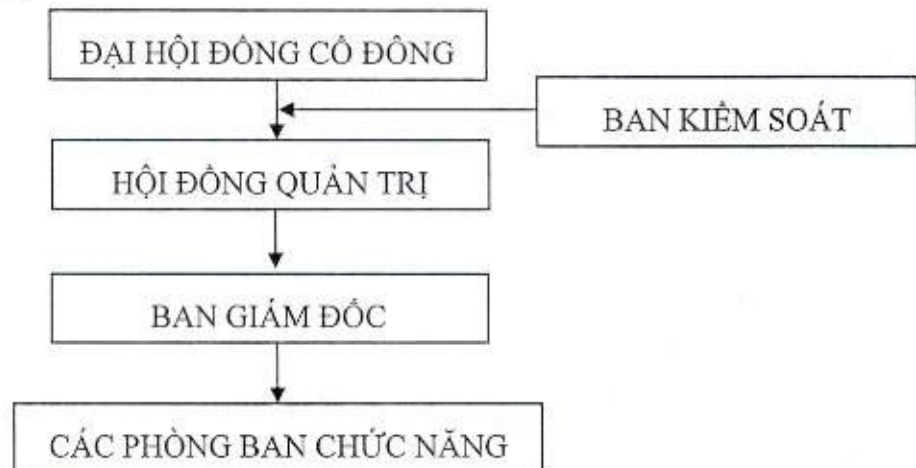 ĐẠI HỘI ĐỒNG CỔ ĐÔNG
BAN KIỂM SOÁT
HỘI ĐỒNG QUẢN TRỊ
BAN GIÁM ĐỐC
CÁC PHÒNG BAN CHỨC NĂNG